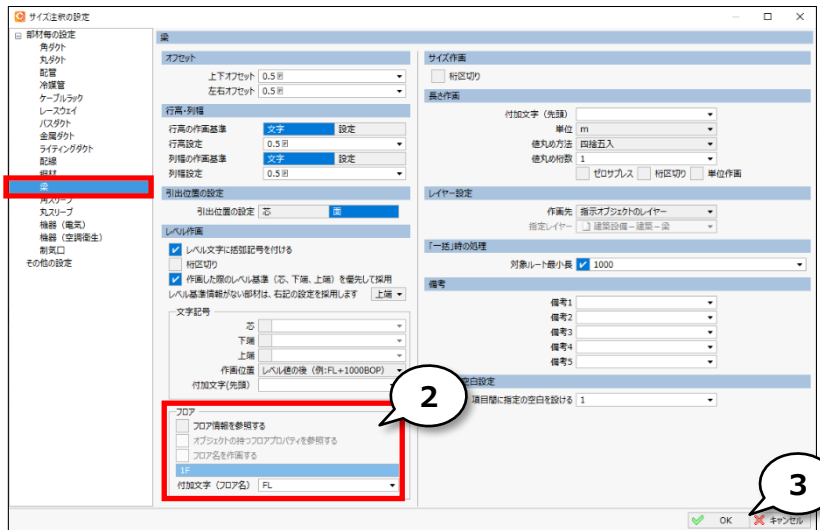 サイズ注釈の設定
部材毎の設定
角ダクト
丸ダクト
配管
冷媒管
ケーブルラック
レースウェイ
バスダクト
金属ダクト
ライティングダクト
配線
梁
丸スリーブ
機器（電気）
機器（空調衛生）
制気口
その他の設定
梁
オフセット
上下オフセット 0.5
左右オフセット 0.5
行高・列幅
行高の作画基準 文字 設定
行高設定 0.5
列幅の作画基準 文字 設定
列幅設定 0.5
引出位置の設定
引出位置の設定 芯 面
レベル作画
レベル文字に括弧記号を付ける
桁区切り
作画した際のレベル基準（芯、下端、上端）を優先して採用
レベル基準情報がない部材は、右記の設定を採用します 上端
文字記号
芯
下端
上端
作画位置 レベル値の後（例:FL+1000BOP）
付加文字(先頭)
フロア
フロア情報を参照する
オブジェクトの持つフロアプロパティを参照する
フロア名を作画する
1F
付加文字（フロア名） FL
2
サイズ作画
桁区切り
長さ作画
付加文字（先頭）
単位 m
値丸め方法 四捨五入
値丸め桁数 1
ゼロサプレス 桁区切り 単位作画
レイヤー設定
作画先 指示オブジェクトのレイヤー
指定レイヤー 建築設備－建築－梁
「一括」時の処理
対象ルート最小長 1000
備考
備考1
備考2
備考3
備考4
備考5
空白設定
項目間に指定の空白を設ける 1
3
OK キャンセル